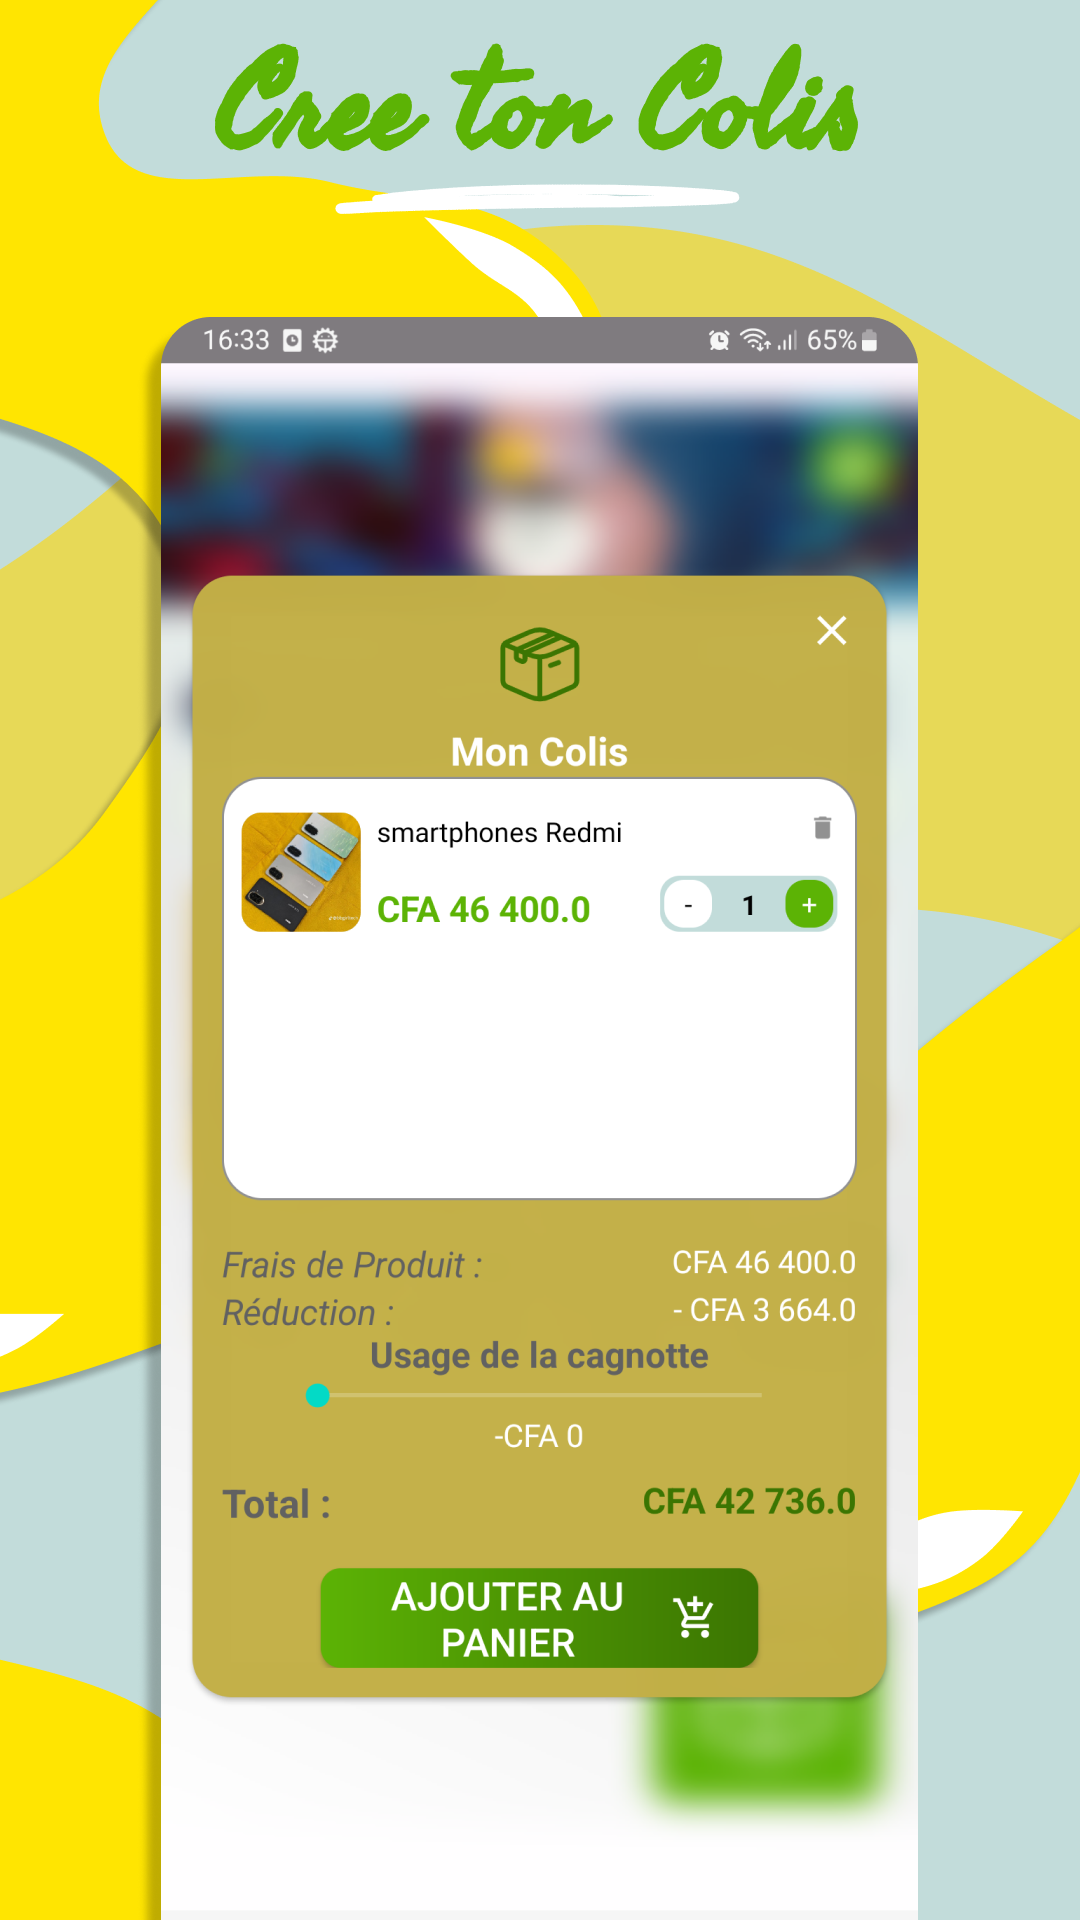 Cree ton Colis
16:33
65%
Mon Colis
smartphones Redmi
CFA 46 400.0
- 1 +
Frais de Produit :
CFA 46 400.0
Réduction :
- CFA 3 664.0
Usage de la cagnotte
-CFA 0
Total :
CFA 42 736.0
AJOUTER AU
PANIER